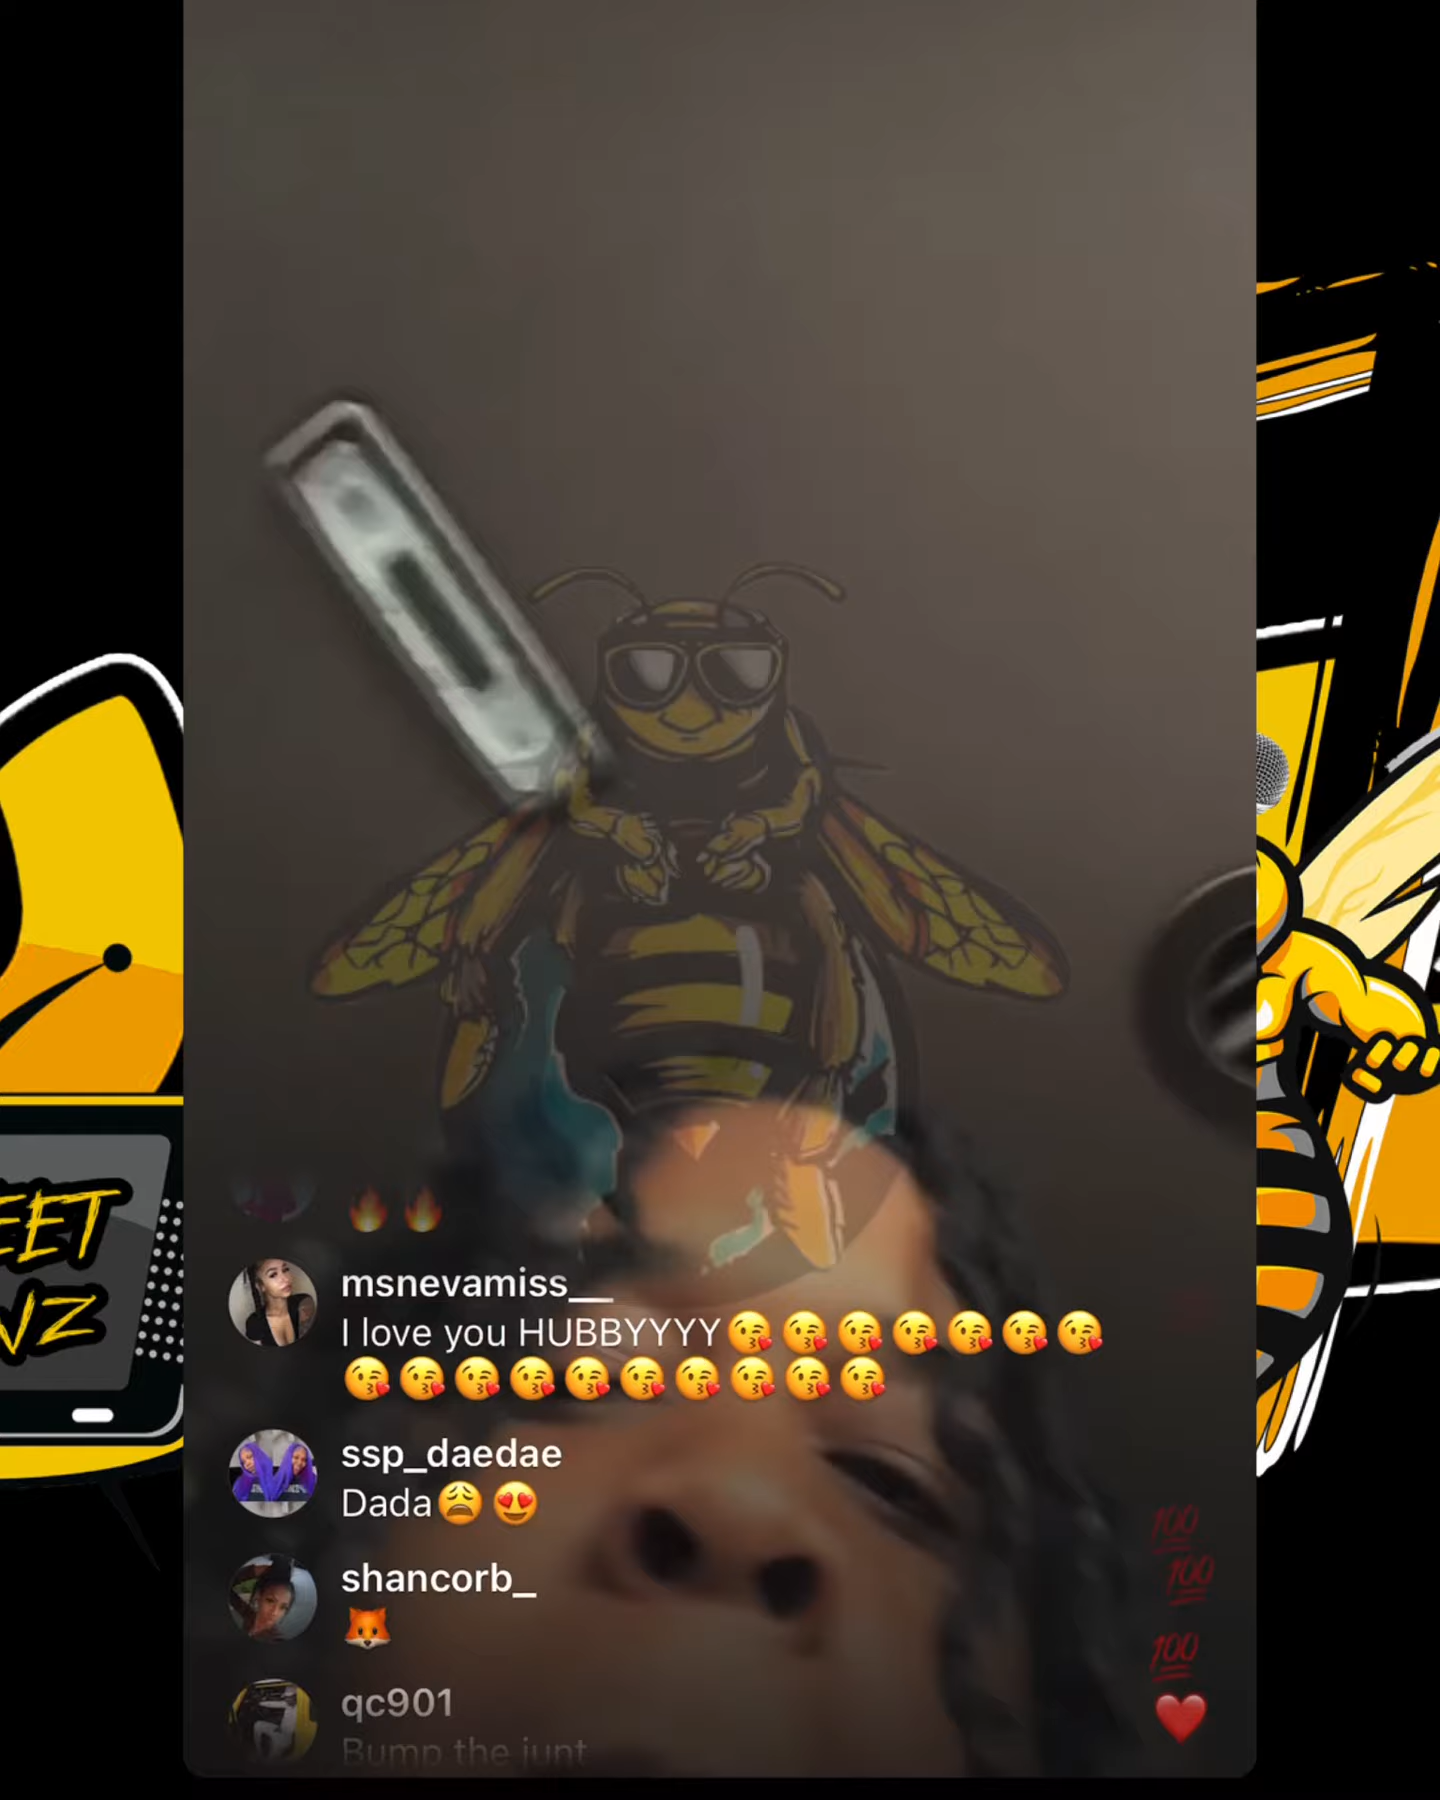 msnevamiss__
I love you HUBBYYYY😘😘😘😘😘😘😘
😘😘😘😘😘😘😘😘😘😘
ssp_daedae
Dada😩😍
shancorb_
🦊
qc901
Bump the junt
💯
💯
💯